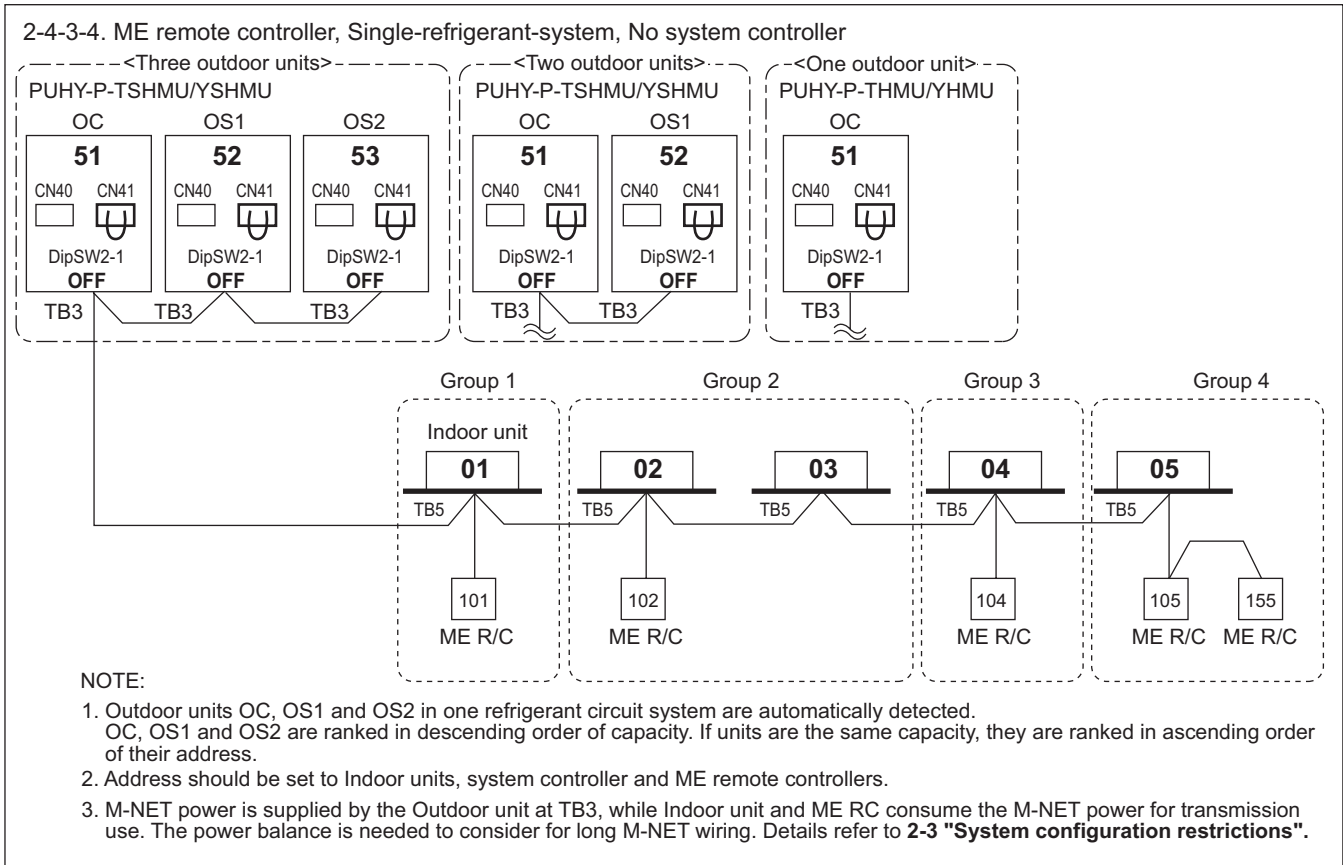 2-4-3-4. ME remote controller, Single-refrigerant-system, No system controller
<Three outdoor units>
PUHY-P-TSHMU/YSHMU
OC OS1 OS2
51 52 53
CN40 CN41 CN40 CN41 CN40 CN41
DipSW2-1 DipSW2-1 DipSW2-1
OFF OFF OFF
TB3 TB3 TB3
<Two outdoor units>
PUHY-P-TSHMU/YSHMU
OC OS1
51 52
CN40 CN41 CN40 CN41
DipSW2-1 DipSW2-1
OFF OFF
TB3 TB3
<One outdoor unit>
PUHY-P-THMU/YHMU
OC
51
CN40 CN41
DipSW2-1
OFF
TB3
Group 1 Group 2 Group 3 Group 4
Indoor unit
01 02 03 04 05
TB5 TB5 TB5 TB5 TB5
101 102 104 105 155
ME R/C ME R/C ME R/C ME R/C ME R/C
NOTE:
1. Outdoor units OC, OS1 and OS2 in one refrigerant circuit system are automatically detected.
OC, OS1 and OS2 are ranked in descending order of capacity. If units are the same capacity, they are ranked in ascending order
of their address.
2. Address should be set to Indoor units, system controller and ME remote controllers.
3. M-NET power is supplied by the Outdoor unit at TB3, while Indoor unit and ME RC consume the M-NET power for transmission
use. The power balance is needed to consider for long M-NET wiring. Details refer to 2-3 "System configuration restrictions".